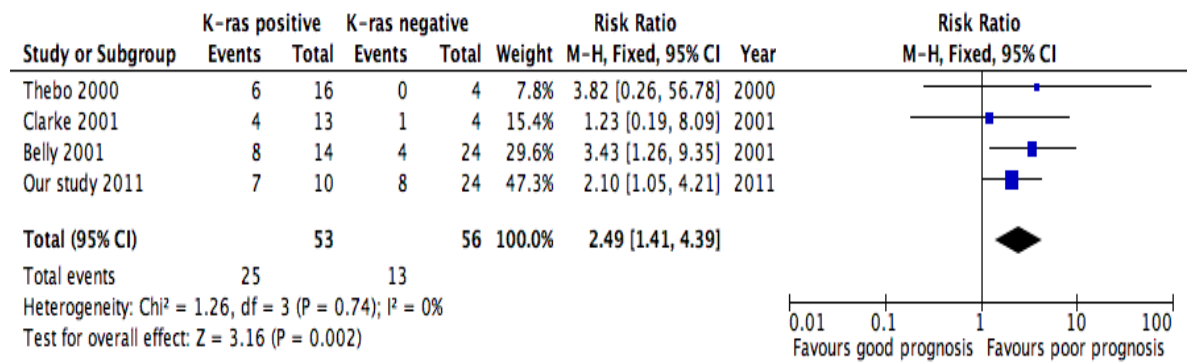 K-ras positive K-ras negative Risk Ratio Risk Ratio
Study or Subgroup Events Total Events Total Weight M-H, Fixed, 95% CI Year M-H, Fixed, 95% CI
Thebo 2000 6 16 0 4 7.8% 3.82 [0.26, 56.78] 2000
Clarke 2001 4 13 1 4 15.4% 1.23 [0.19, 8.09] 2001
Belly 2001 8 14 4 24 29.6% 3.43 [1.26, 9.35] 2001
Our study 2011 7 10 8 24 47.3% 2.10 [1.05, 4.21] 2011
Total (95% CI) 53 56 100.0% 2.49 [1.41, 4.39]
Total events 25 13
Heterogeneity: Chi² = 1.26, df = 3 (P = 0.74); I² = 0%
Test for overall effect: Z = 3.16 (P = 0.002)
0.01 0.1 1 10 100
Favours good prognosis Favours poor prognosis